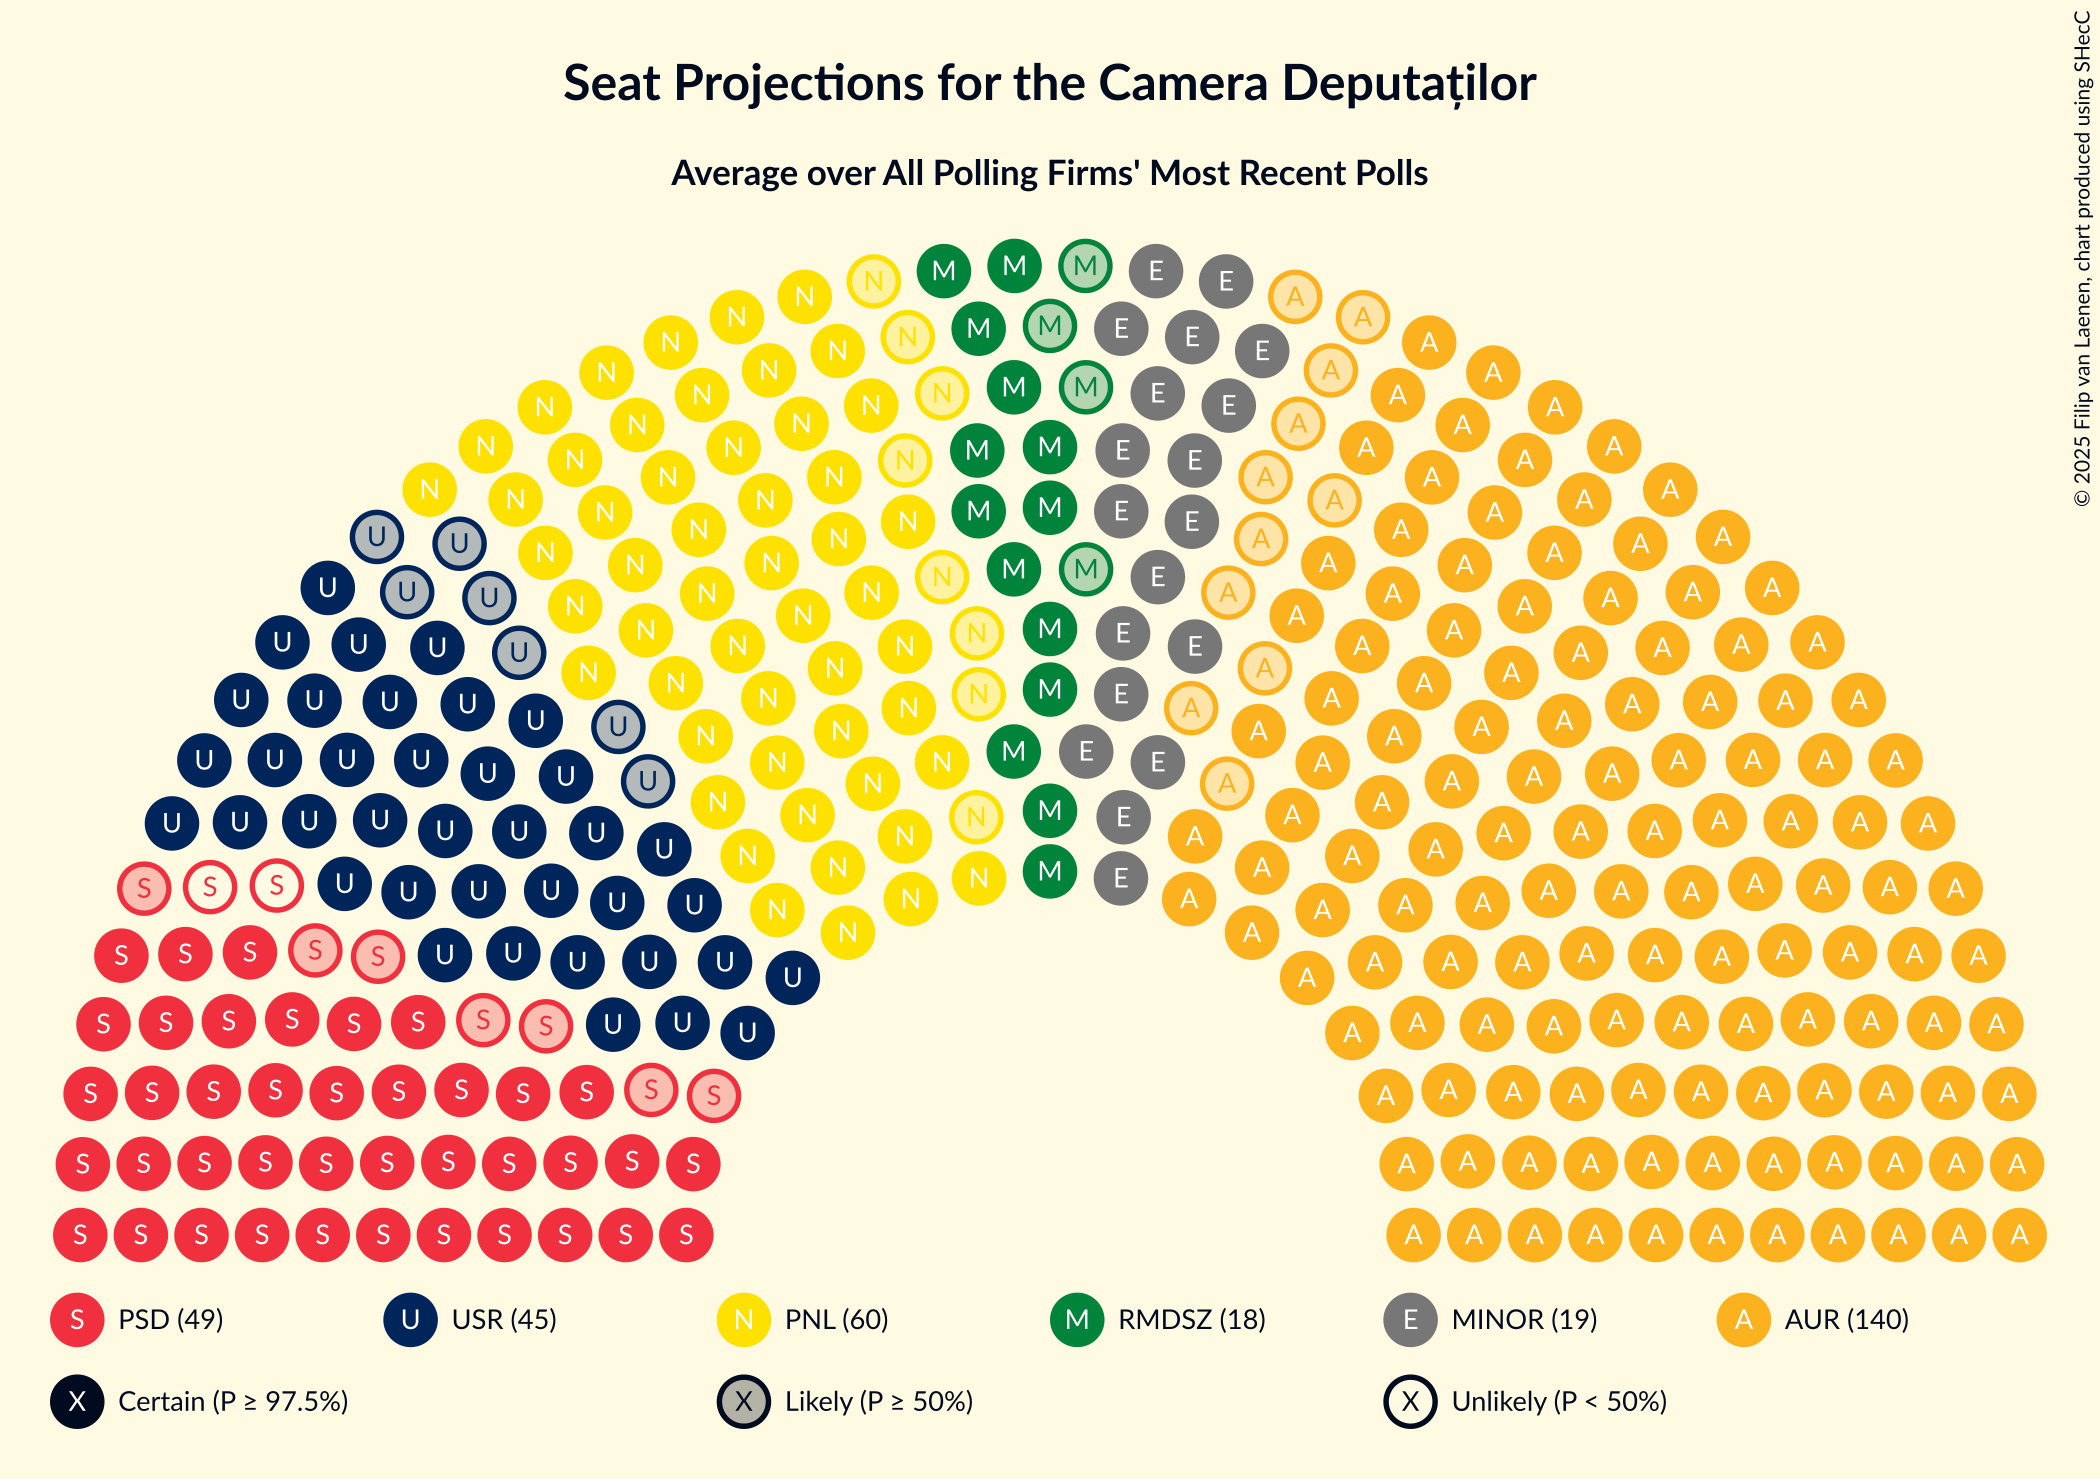 Seat Projections for the Camera Deputaților
Average over All Polling Firms' Most Recent Polls
© 2025 Filip van Laenen, chart produced using SHecC
S PSD (49) U USR (45) N PNL (60) M RMDSZ (18) E MINOR (19) A AUR (140)
X Certain (P ≥ 97.5%) X Likely (P ≥ 50%) X Unlikely (P < 50%)